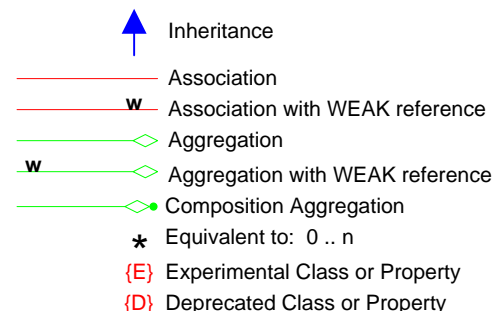 Inheritance
Association
w Association with WEAK reference
Aggregation
w Aggregation with WEAK reference
Composition Aggregation
* Equivalent to: 0 .. n
{E} Experimental Class or Property
{D} Deprecated Class or Property